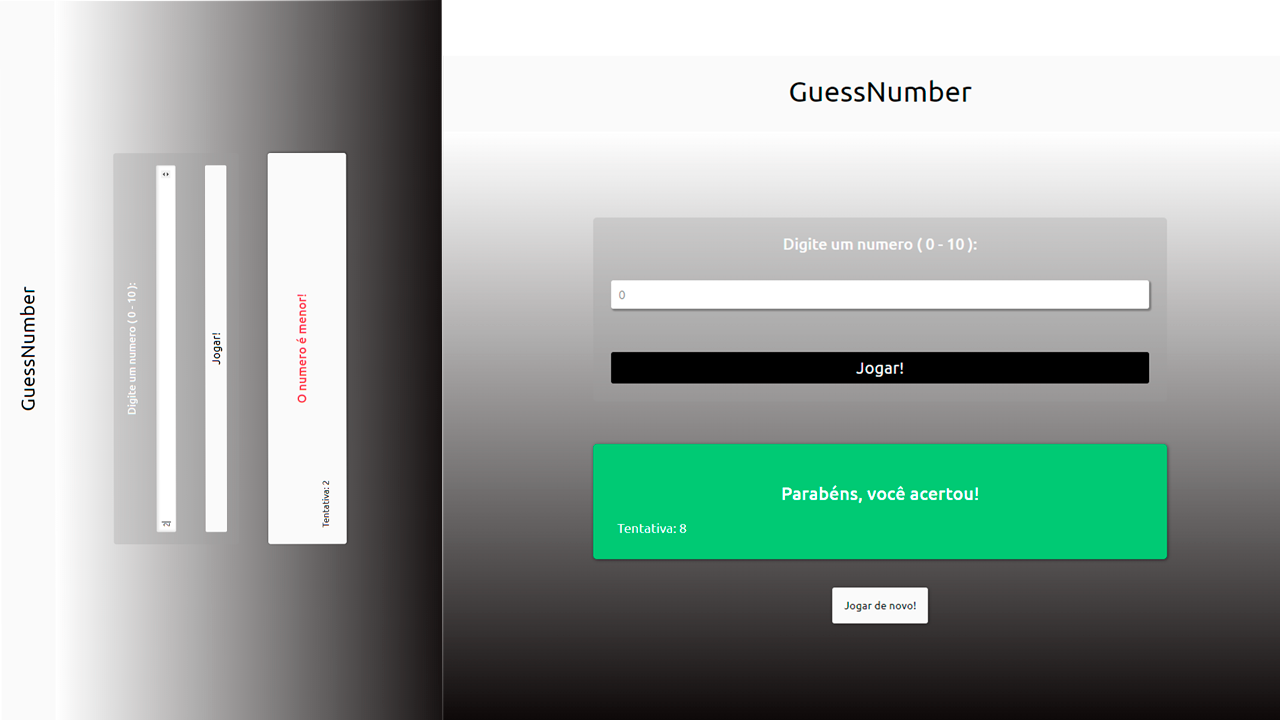 GuessNumber
Digite um numero ( 0 - 10 ):
Jogar!
O numero é menor!
Tentativa: 2
GuessNumber
Digite um numero ( 0 - 10 ):
0
Jogar!
Parabéns, você acertou!
Tentativa: 8
Jogar de novo!